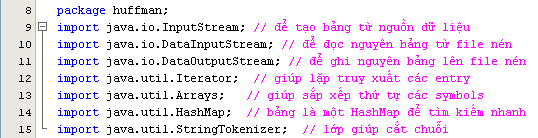 8 package huffman;
9 import java.io.InputStream; // để tạo bảng từ nguồn dữ liệu
10 import java.io.DataInputStream; // để đọc nguyên bảng từ file nén
11 import java.io.DataOutputStream; // để ghi nguyên bảng lên file nén
12 import java.util.Iterator; // giúp lặp truy xuất các entry
13 import java.util.Arrays; // giúp sắp xếp thứ tự các symbols
14 import java.util.HashMap; // bảng là một HashMap để tìm kiếm nhanh
15 import java.util.StringTokenizer; // lớp giúp cắt chuỗi